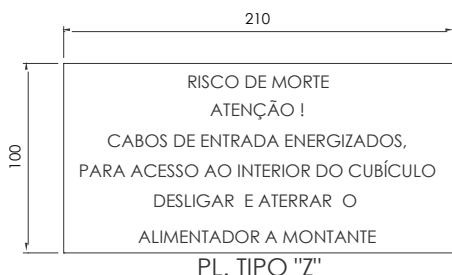 210
100
RISCO DE MORTE
ATENÇÃO !
CABOS DE ENTRADA ENERGIZADOS,
PARA ACESSO AO INTERIOR DO CUBÍCULO
DESLIGAR E ATERRAR O
ALIMENTADOR A MONTANTE
PL. TIPO "Z"